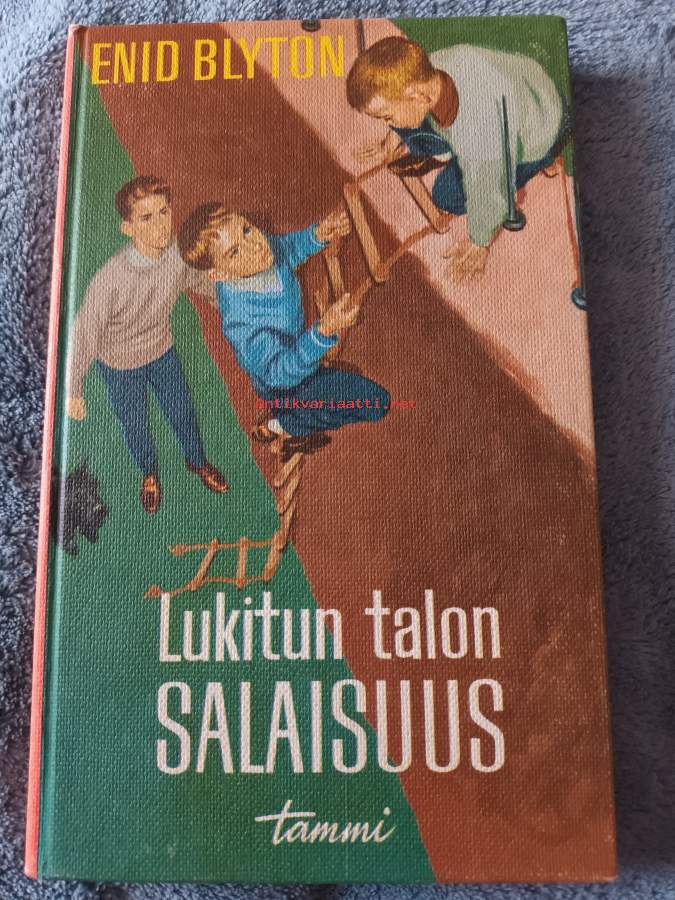 ENID BLYTON
antikvariaatti.net
Lukitun talon
SALAISUUS
tammi